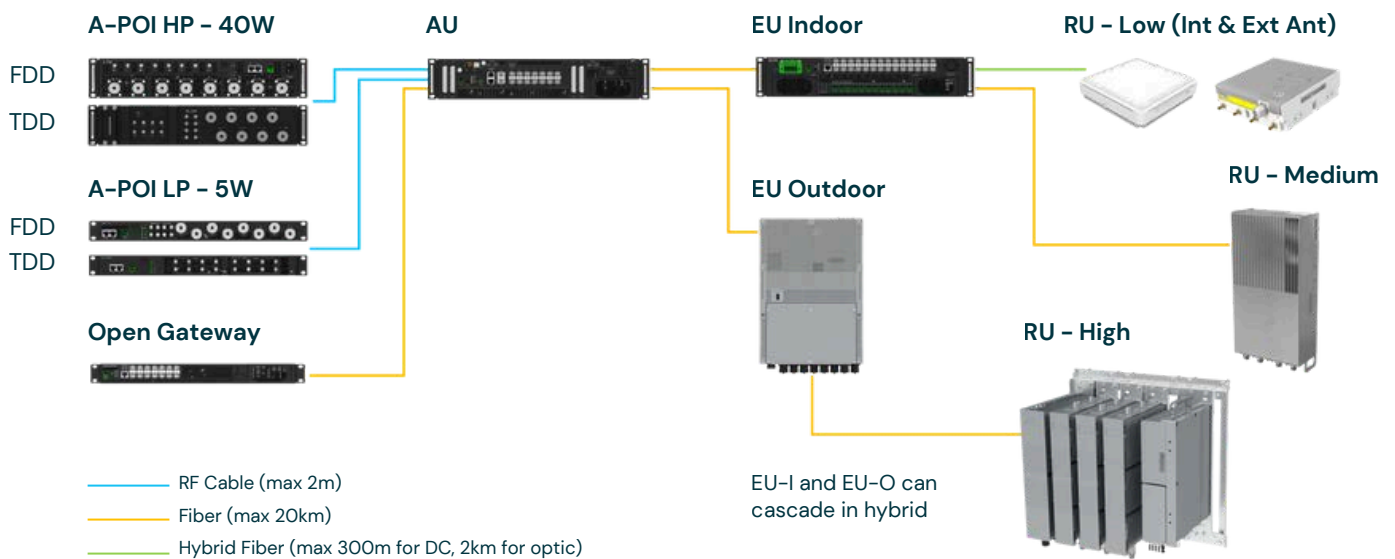 A-POI HP - 40W
AU
EU Indoor
RU - Low (Int & Ext Ant)
FDD
TDD
A-POI LP - 5W
EU Outdoor
RU - Medium
FDD
TDD
Open Gateway
RU - High
RF Cable (max 2m)
Fiber (max 20km)
Hybrid Fiber (max 300m for DC, 2km for optic)
EU-I and EU-O can
cascade in hybrid